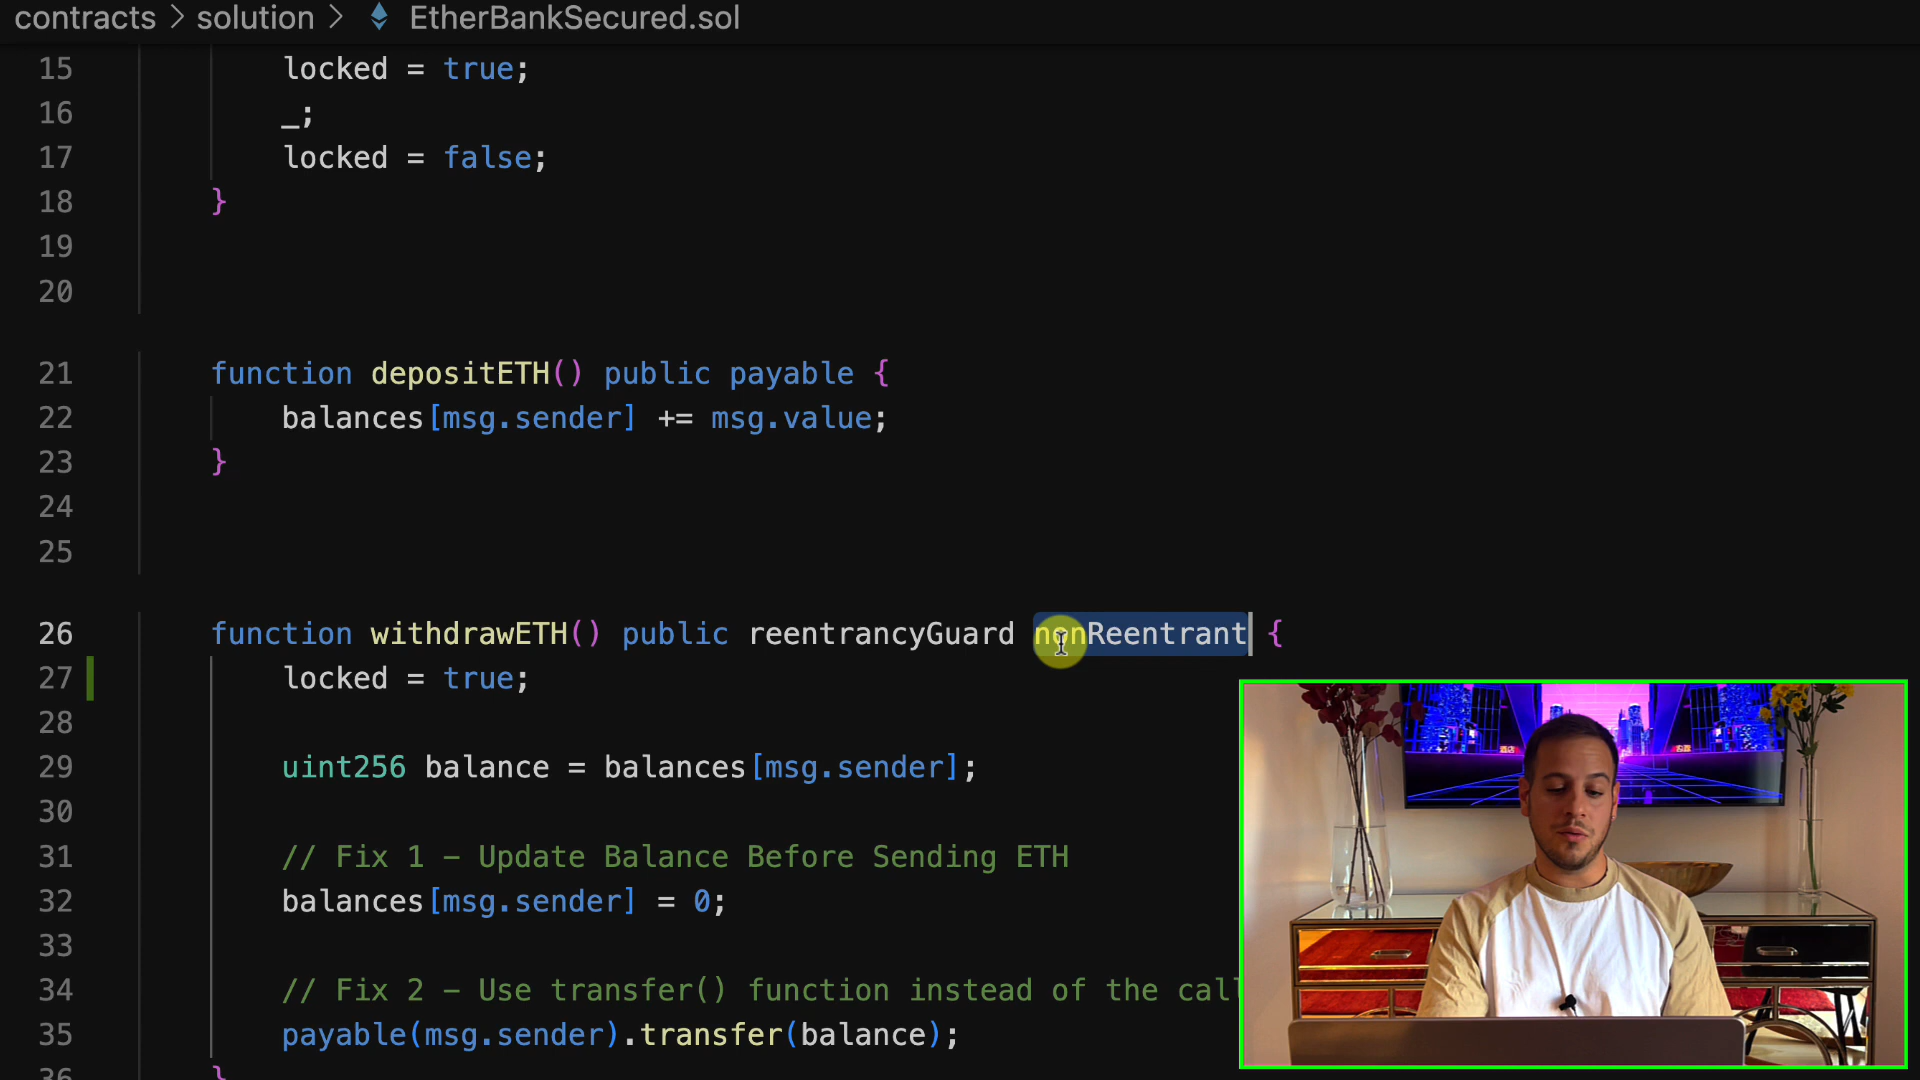 contracts > solution > EtherBankSecured.sol
15 locked = true;
16 _;
17 locked = false;
18 }
19
20
21 function depositETH() public payable {
22 balances[msg.sender] += msg.value;
23 }
24
25
26 function withdrawETH() public reentrancyGuard nonReentrant {
27 locked = true;
28
29 uint256 balance = balances[msg.sender];
30
31 // Fix 1 - Update Balance Before Sending ETH
32 balances[msg.sender] = 0;
33
34 // Fix 2 - Use transfer() function instead of the call
35 payable(msg.sender).transfer(balance);
36 }